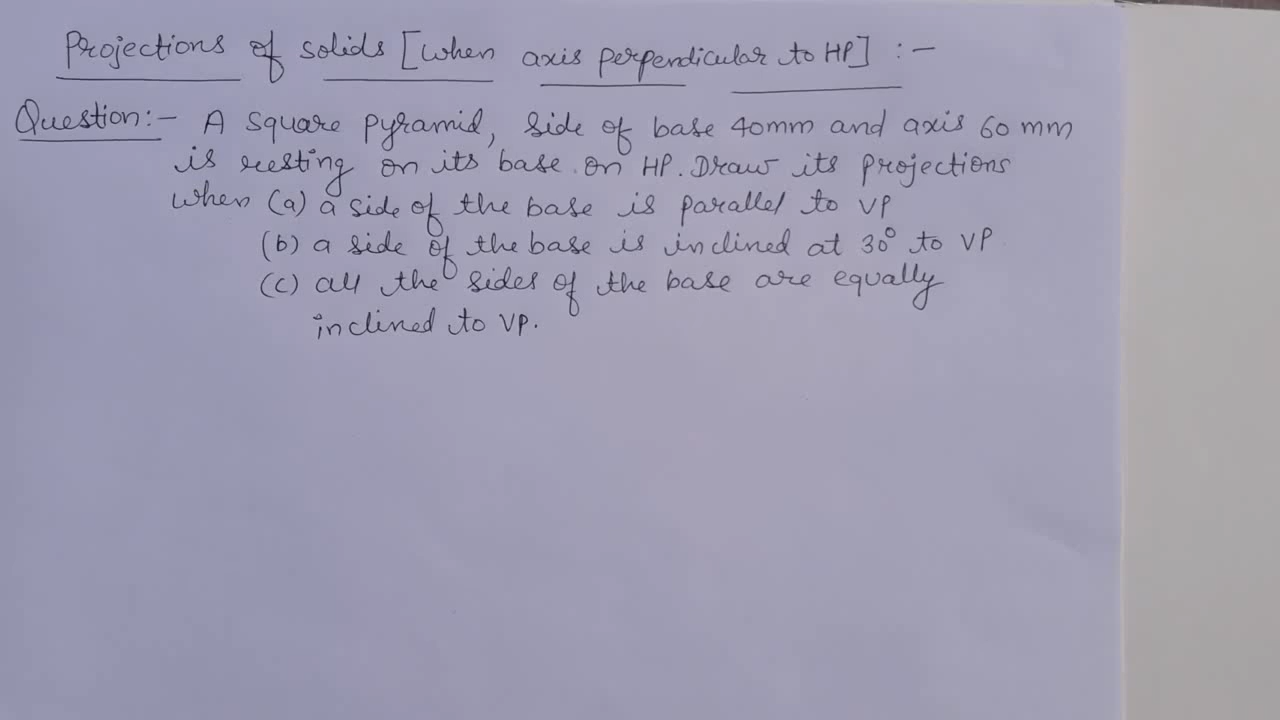 Projections of solids [when axis perpendicular to HP] :-
Question:- A square pyramid, side of base 40mm and axis 60 mm
is resting on its base on HP. Draw its projections
when (a) a side of the base is parallel to VP
(b) a side of the base is inclined at 30° to VP
(c) all the sides of the base are equally
inclined to VP.